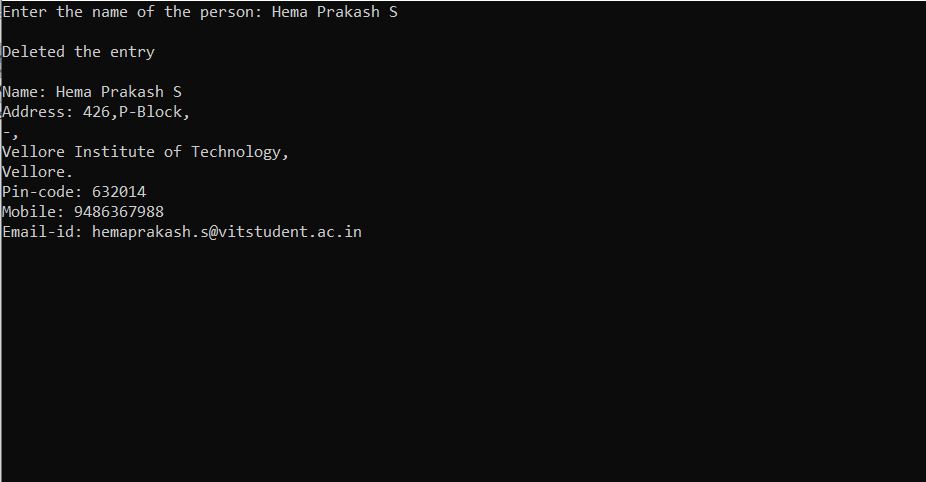 Enter the name of the person: Hema Prakash S
Deleted the entry
Name: Hema Prakash S
Address: 426,P-Block,
-,
Vellore Institute of Technology,
Vellore.
Pin-code: 632014
Mobile: 9486367988
Email-id: hemaprakash.s@vitstudent.ac.in